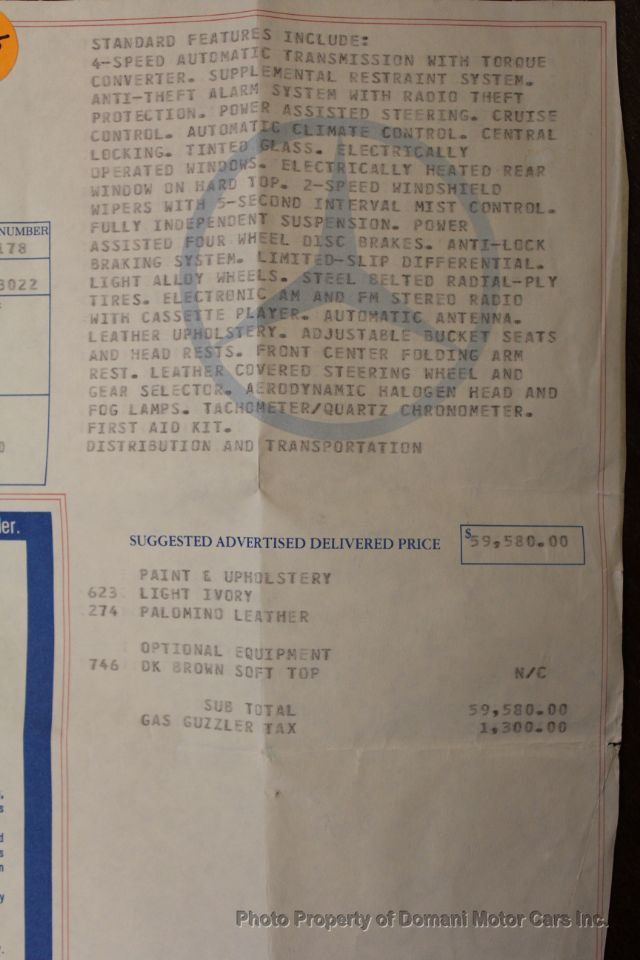 STANDARD FEATURES INCLUDE:
4-SPEED AUTOMATIC TRANSMISSION WITH TORQUE
CONVERTER. SUPPLEMENTAL RESTRAINT SYSTEM.
ANTI-THEFT ALARM SYSTEM WITH RADIO THEFT
PROTECTION. POWER ASSISTED STEERING. CRUISE
CONTROL. AUTOMATIC CLIMATE CONTROL. CENTRAL
LOCKING. TINTED GLASS. ELECTRICALLY
OPERATED WINDOWS. ELECTRICALLY HEATED REAR
WINDOW ON HARD TOP. 2-SPEED WINDSHIELD
WIPERS WITH 5-SECOND INTERVAL MIST CONTROL.
FULLY INDEPENDENT SUSPENSION. POWER
ASSISTED FOUR WHEEL DISC BRAKES. ANTI-LOCK
BRAKING SYSTEM. LIMITED-SLIP DIFFERENTIAL.
LIGHT ALLOY WHEELS. STEEL BELTED RADIAL-PLY
TIRES. ELECTRONIC AM AND FM STEREO RADIO
WITH CASSETTE PLAYER. AUTOMATIC ANTENNA.
LEATHER UPHOLSTERY. ADJUSTABLE BUCKET SEATS
AND HEAD RESTS. FRONT CENTER FOLDING ARM
REST. LEATHER COVERED STEERING WHEEL AND
GEAR SELECTOR. AERODYNAMIC HALOGEN HEAD AND
FOG LAMPS. TACHOMETER/QUARTZ CHRONOMETER.
FIRST AID KIT.
DISTRIBUTION AND TRANSPORTATION
NUMBER
178
3022
0
ler.
SUGGESTED ADVERTISED DELIVERED PRICE $59,580.00
PAINT & UPHOLSTERY
623 LIGHT IVORY
274 PALOMINO LEATHER
OPTIONAL EQUIPMENT
746 DK BROWN SOFT TOP N/C
SUB TOTAL 59,580.00
GAS GUZZLER TAX 1,300.00
Photo Property of Domani Motor Cars Inc.